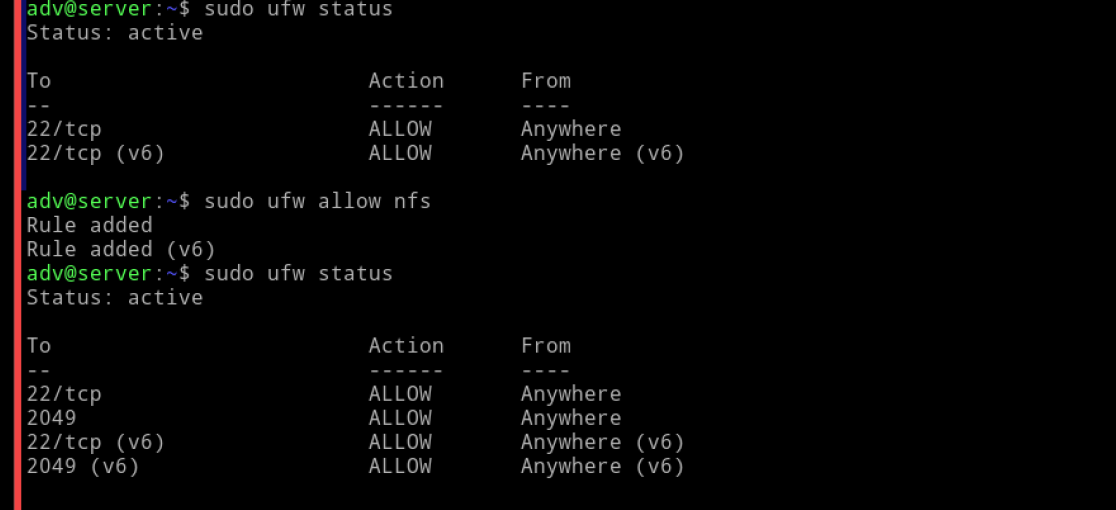 adv@server:~$ sudo ufw status
Status: active
To                         Action      From
--                         ------      ----
22/tcp                     ALLOW       Anywhere
22/tcp (v6)                ALLOW       Anywhere (v6)
adv@server:~$ sudo ufw allow nfs
Rule added
Rule added (v6)
adv@server:~$ sudo ufw status
Status: active
To                         Action      From
--                         ------      ----
22/tcp                     ALLOW       Anywhere
2049                       ALLOW       Anywhere
22/tcp (v6)                ALLOW       Anywhere (v6)
2049 (v6)                  ALLOW       Anywhere (v6)